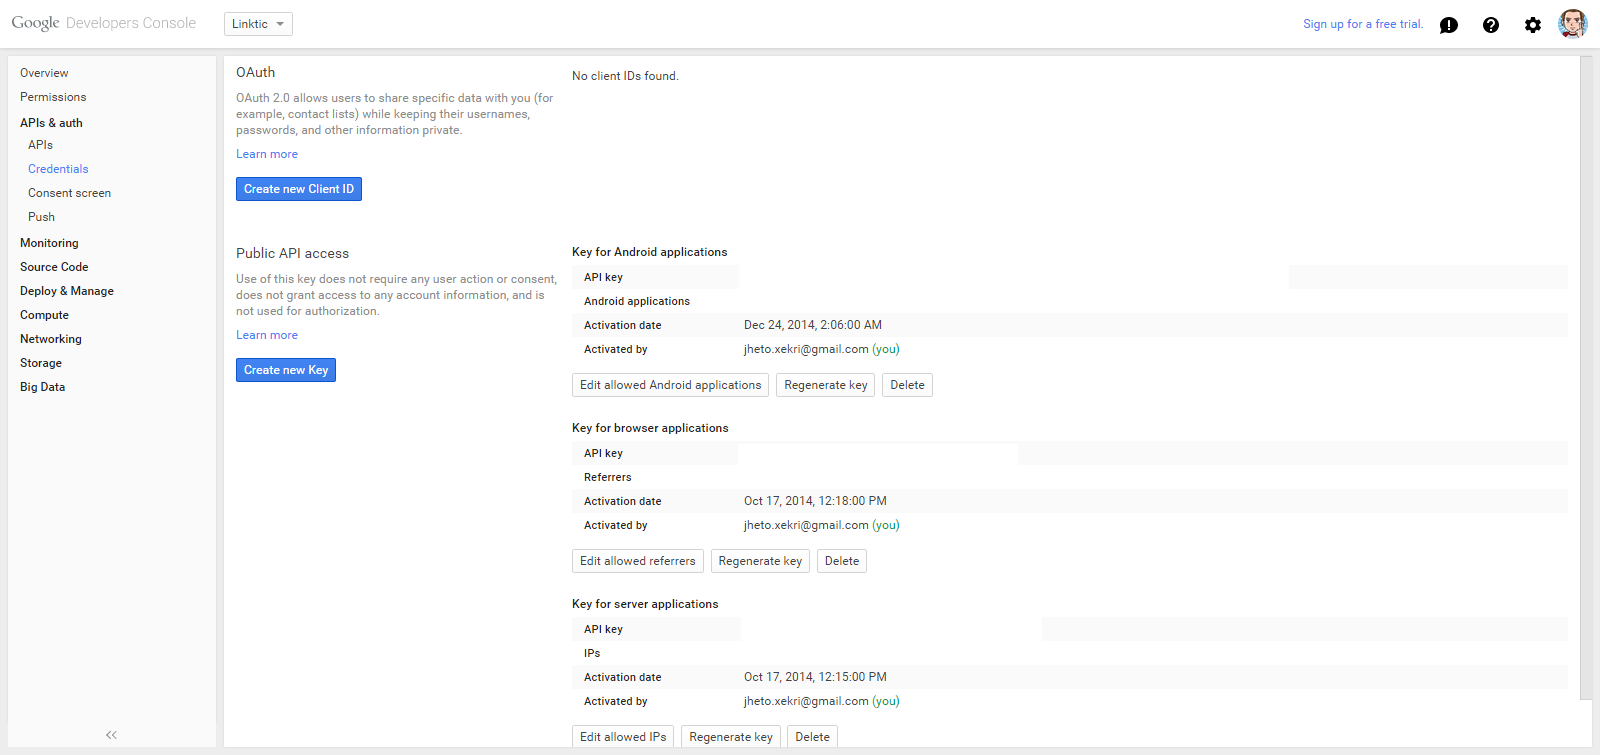 Google Developers Console
Linktic
Sign up for a free trial.
Overview
Permissions
APIs & auth
APIs
Credentials
Consent screen
Push
Monitoring
Source Code
Deploy & Manage
Compute
Networking
Storage
Big Data
OAuth
OAuth 2.0 allows users to share specific data with you (for
example, contact lists) while keeping their usernames,
passwords, and other information private.
Learn more
Create new Client ID
No client IDs found.
Public API access
Use of this key does not require any user action or consent,
does not grant access to any account information, and is
not used for authorization.
Learn more
Create new Key
Key for Android applications
API key
Android applications
Activation date Dec 24, 2014, 2:06:00 AM
Activated by jheto.xekri@gmail.com (you)
Edit allowed Android applications Regenerate key Delete
Key for browser applications
API key
Referrers
Activation date Oct 17, 2014, 12:18:00 PM
Activated by jheto.xekri@gmail.com (you)
Edit allowed referrers Regenerate key Delete
Key for server applications
API key
IPs
Activation date Oct 17, 2014, 12:15:00 PM
Activated by jheto.xekri@gmail.com (you)
Edit allowed IPs Regenerate key Delete